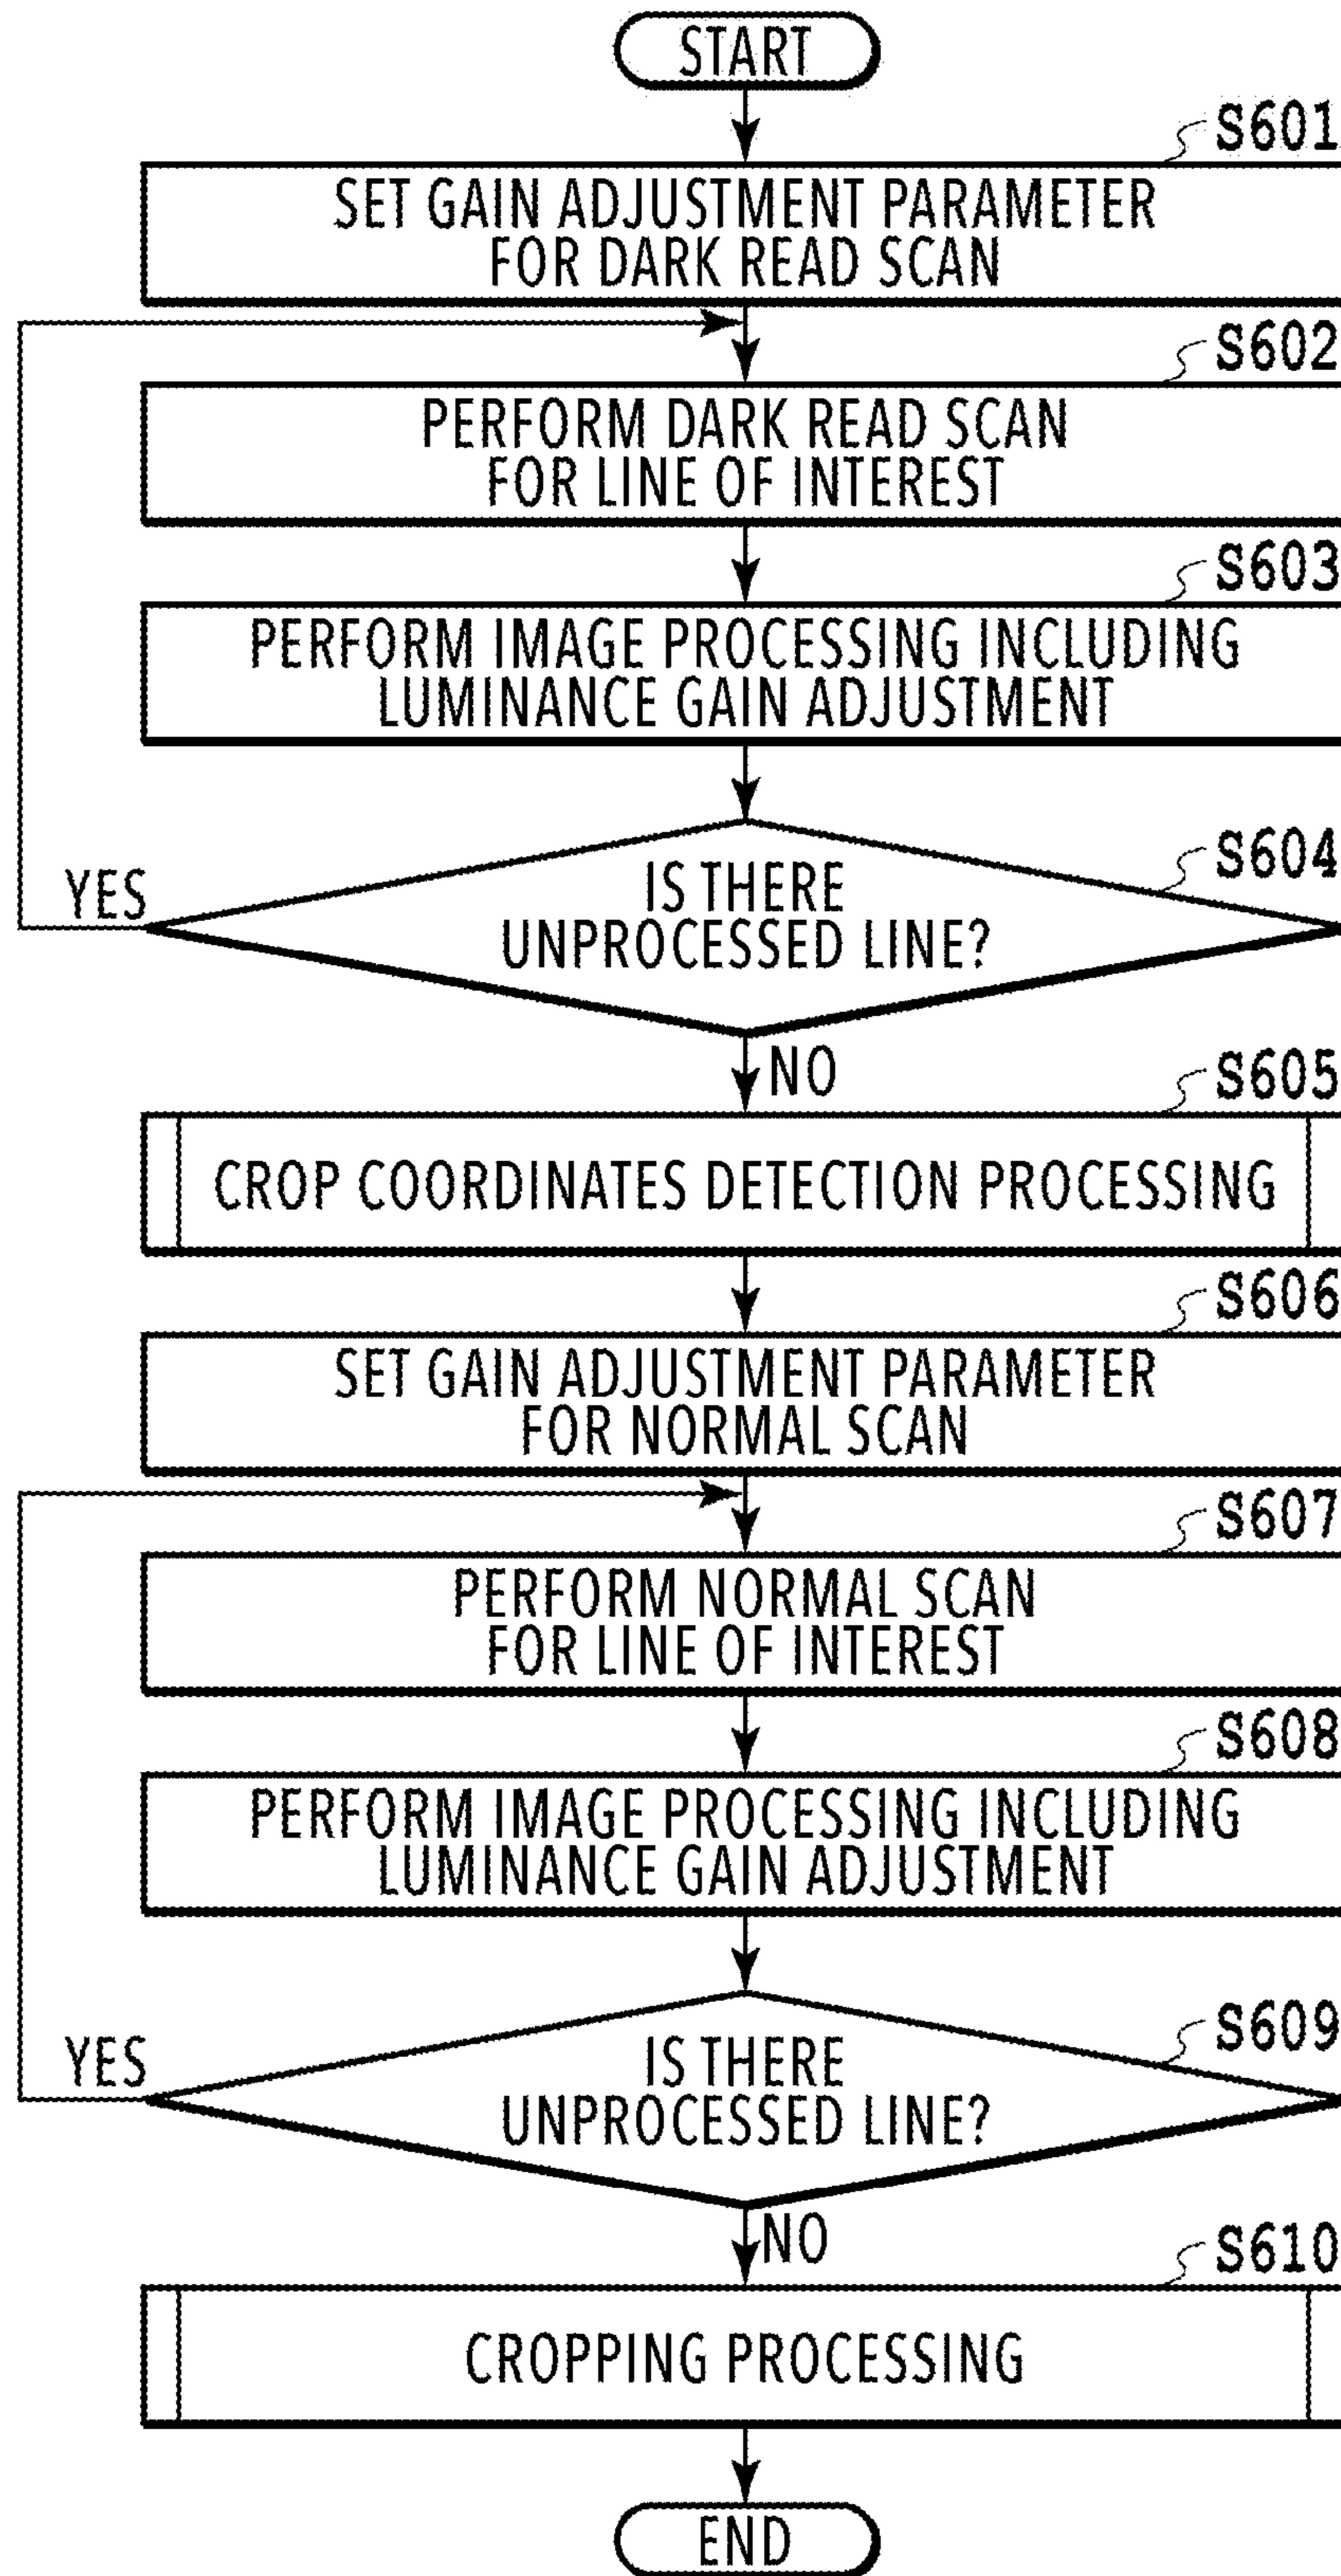 START
S601
SET GAIN ADJUSTMENT PARAMETER
FOR DARK READ SCAN
S602
PERFORM DARK READ SCAN
FOR LINE OF INTEREST
S603
PERFORM IMAGE PROCESSING INCLUDING
LUMINANCE GAIN ADJUSTMENT
S604
YES
IS THERE
UNPROCESSED LINE?
NO
S605
CROP COORDINATES DETECTION PROCESSING
S606
SET GAIN ADJUSTMENT PARAMETER
FOR NORMAL SCAN
S607
PERFORM NORMAL SCAN
FOR LINE OF INTEREST
S608
PERFORM IMAGE PROCESSING INCLUDING
LUMINANCE GAIN ADJUSTMENT
S609
YES
IS THERE
UNPROCESSED LINE?
NO
S610
CROPPING PROCESSING
END